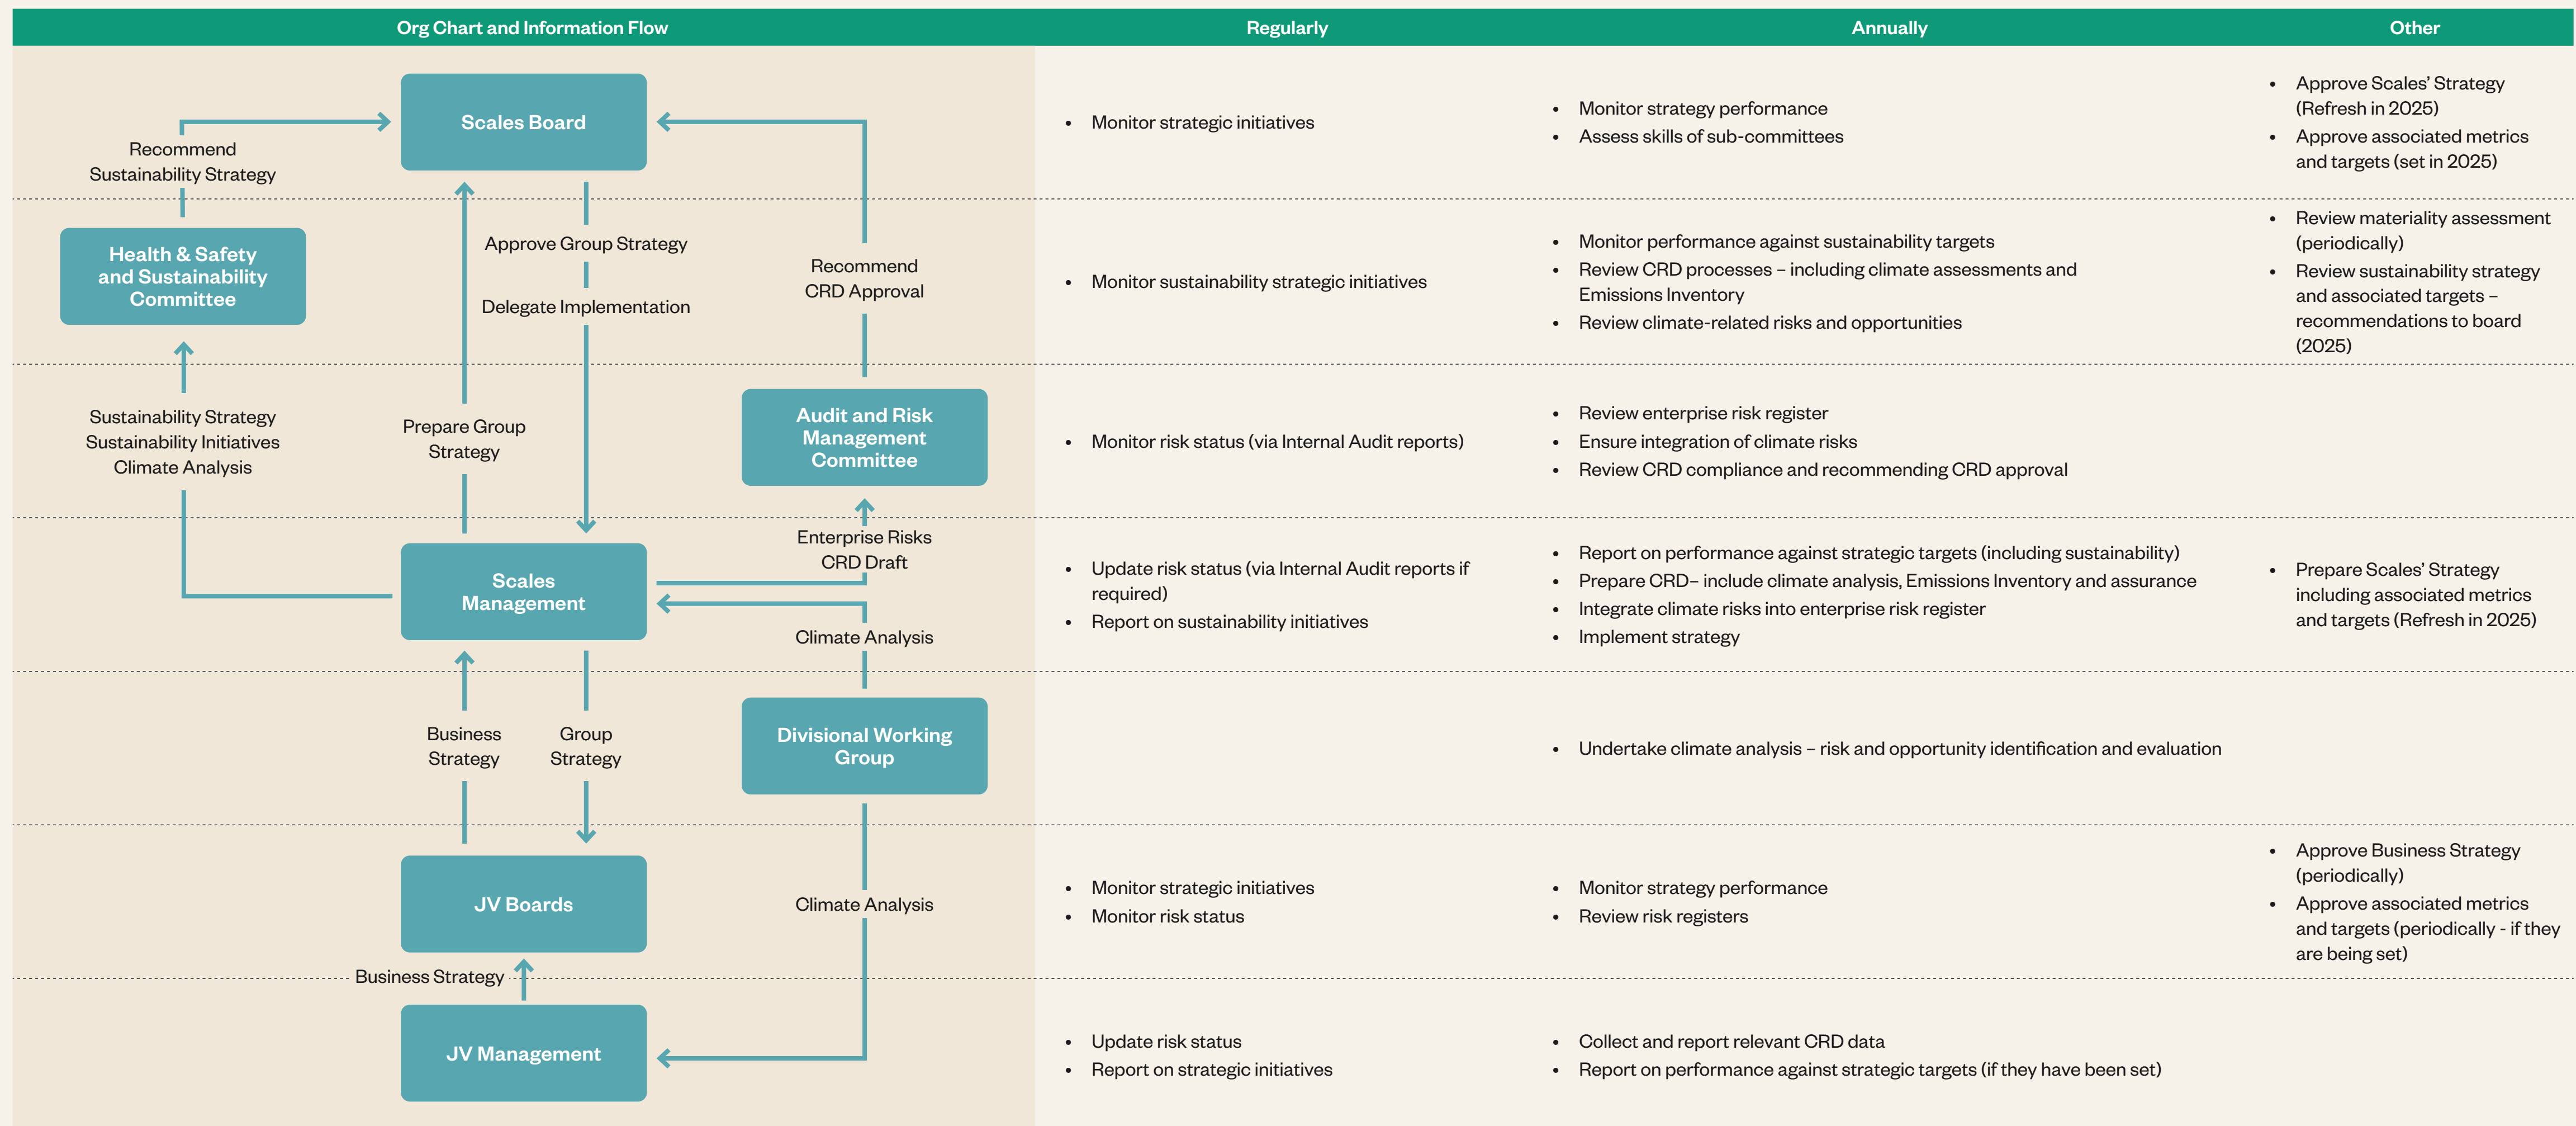 Org Chart and Information Flow
Regularly
Annually
Other
Scales Board
Recommend
Sustainability Strategy
• Monitor strategic initiatives
• Monitor strategy performance
• Assess skills of sub-committees
• Approve Scales’ Strategy
(Refresh in 2025)
• Approve associated metrics
and targets (set in 2025)
Health & Safety
and Sustainability
Committee
Approve Group Strategy
Delegate Implementation
Recommend
CRD Approval
• Monitor sustainability strategic initiatives
• Monitor performance against sustainability targets
• Review CRD processes – including climate assessments and
Emissions Inventory
• Review climate-related risks and opportunities
• Review materiality assessment
(periodically)
• Review sustainability strategy
and associated targets –
recommendations to board
(2025)
Sustainability Strategy
Sustainability Initiatives
Climate Analysis
Prepare Group
Strategy
Audit and Risk
Management
Committee
• Monitor risk status (via Internal Audit reports)
• Review enterprise risk register
• Ensure integration of climate risks
• Review CRD compliance and recommending CRD approval
Scales
Management
Enterprise Risks
CRD Draft
Climate Analysis
• Update risk status (via Internal Audit reports if
required)
• Report on sustainability initiatives
• Report on performance against strategic targets (including sustainability)
• Prepare CRD– include climate analysis, Emissions Inventory and assurance
• Integrate climate risks into enterprise risk register
• Implement strategy
• Prepare Scales’ Strategy
including associated metrics
and targets (Refresh in 2025)
Business
Strategy
Group
Strategy
Divisional Working
Group
• Undertake climate analysis – risk and opportunity identification and evaluation
JV Boards
Climate Analysis
• Monitor strategic initiatives
• Monitor risk status
• Monitor strategy performance
• Review risk registers
• Approve Business Strategy
(periodically)
• Approve associated metrics
and targets (periodically - if they
are being set)
Business Strategy
JV Management
• Update risk status
• Report on strategic initiatives
• Collect and report relevant CRD data
• Report on performance against strategic targets (if they have been set)